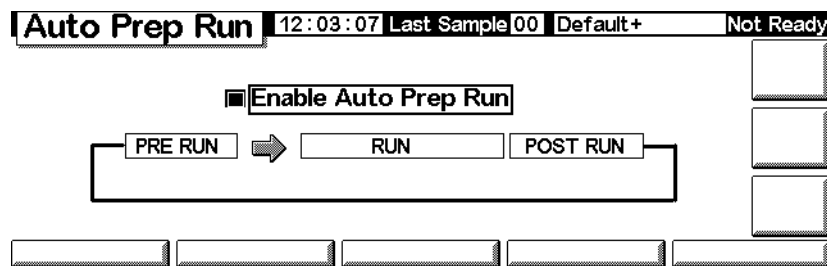 Auto Prep Run 12:03:07 Last Sample 00 Default+ Not Ready
Enable Auto Prep Run
PRE RUN RUN POST RUN